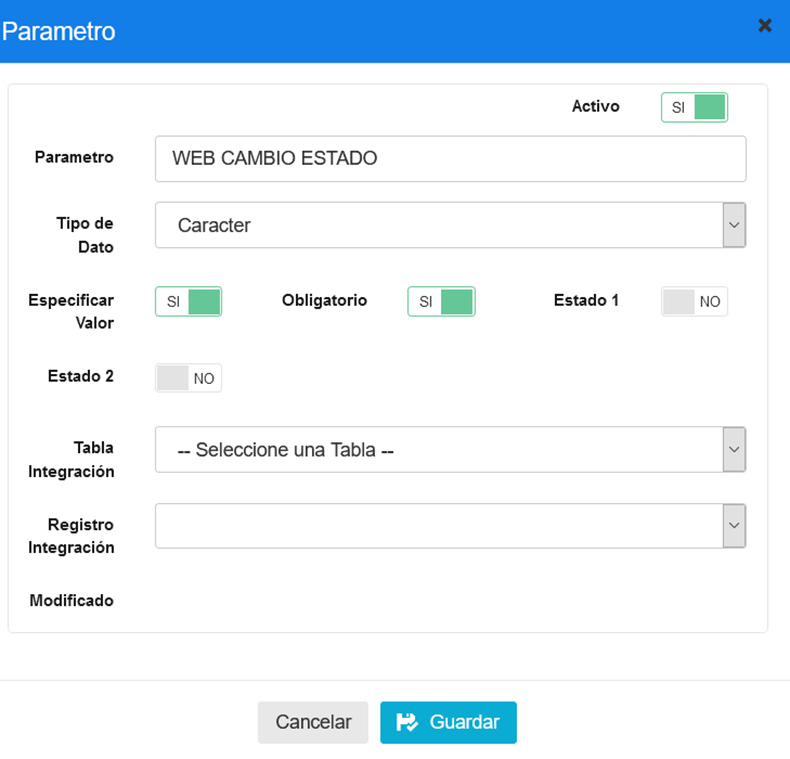 Parametro
Activo SI
Parametro WEB CAMBIO ESTADO
Tipo de
Dato
Caracter
Especificar
Valor
SI
Obligatorio SI
Estado 1 NO
Estado 2 NO
Tabla
Integración
-- Seleccione una Tabla --
Registro
Integración
Modificado
Cancelar
Guardar